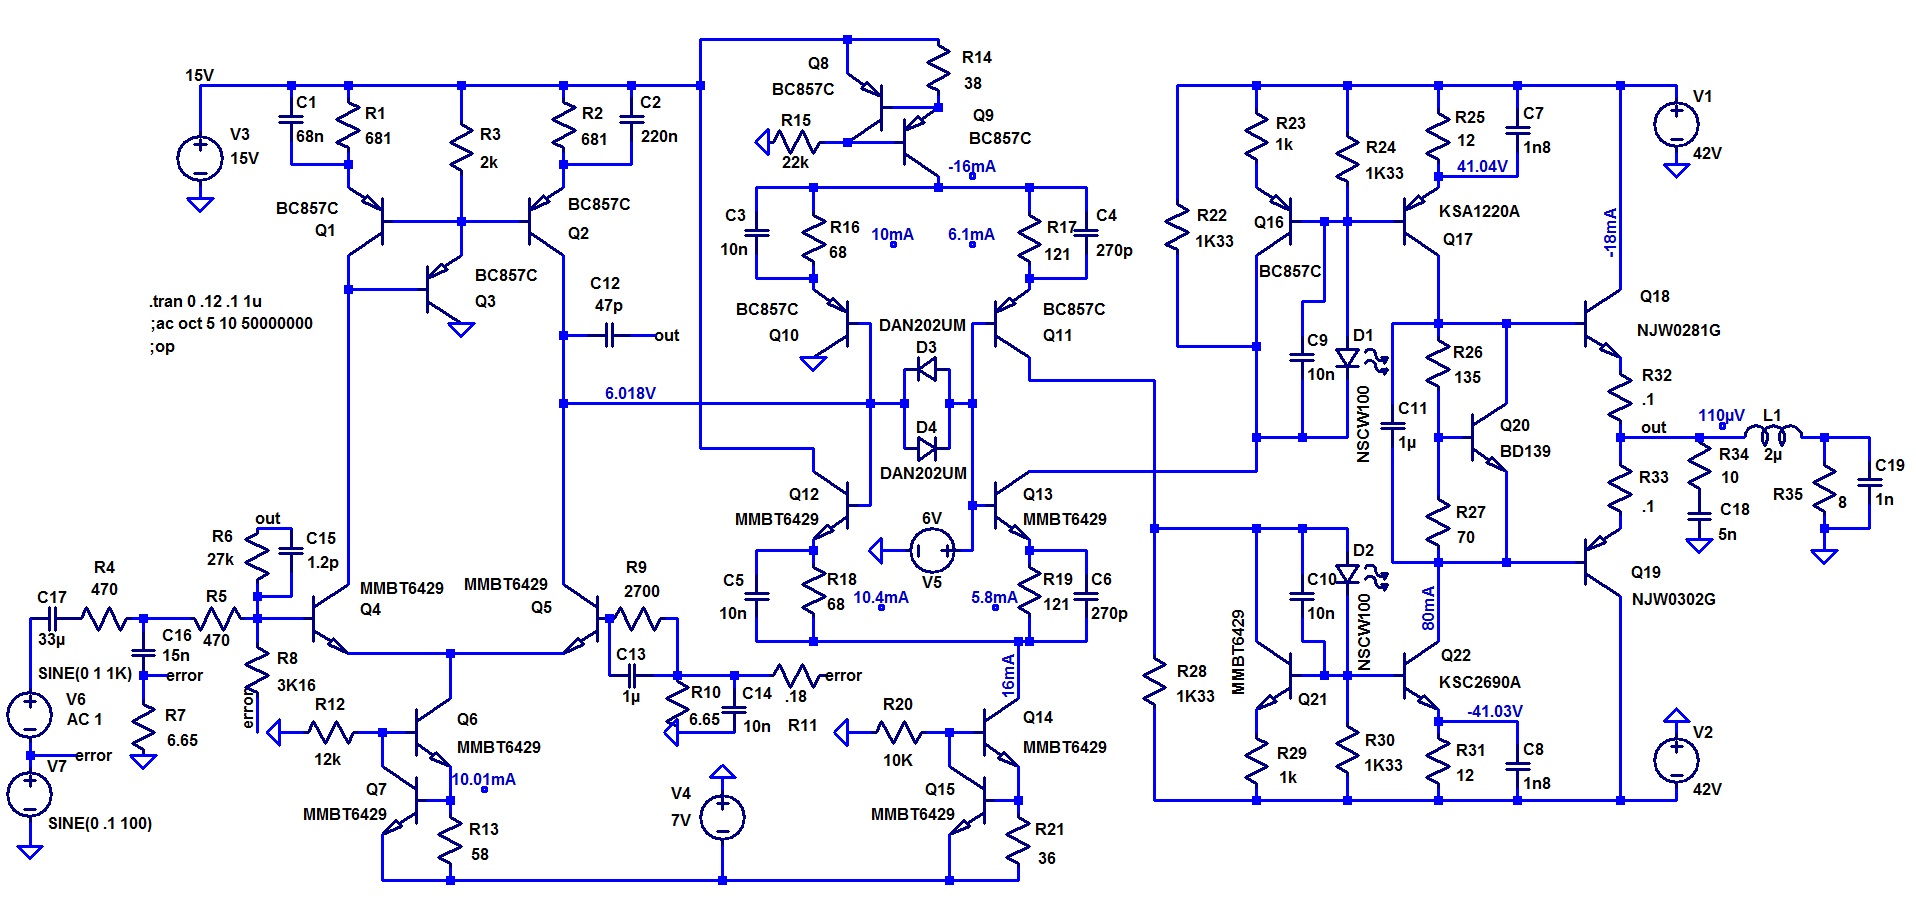 15V
V3
15V
C1
68n
R1
681
R3
2k
R2
681
C2
220n
BC857C
Q1
BC857C
Q2
BC857C
Q3
C12
47p
out
.tran 0 .12 .1 1u
;ac oct 5 10 50000000
;op
6.018V
Q8
BC857C
R14
38
R15
22k
Q9
BC857C
-16mA
C3
10n
R16
68
10mA
6.1mA
R17
121
C4
270p
BC857C
Q10
BC857C
Q11
DAN202UM
D3
D4
DAN202UM
Q12
MMBT6429
Q13
MMBT6429
6V
V5
C5
10n
R18
68
10.4mA
5.8mA
R19
121
C6
270p
16mA
R20
10K
Q14
MMBT6429
Q15
MMBT6429
R21
36
V4
7V
out
R6
27k
C15
1.2p
R4
470
C17
33µ
R5
470
C16
15n
error
SINE(0 1 1K)
V6
AC 1
error
V7
SINE(0 .1 100)
R7
6.65
R8
3K16
error
MMBT6429
Q4
MMBT6429
Q5
R9
2700
C13
1µ
R10
6.65
C14
10n
.18
R11
error
R12
12k
Q6
MMBT6429
Q7
MMBT6429
10.01mA
R13
58
R22
1K33
R23
1k
R24
1K33
R25
12
C7
1n8
41.04V
V1
42V
Q16
BC857C
KSA1220A
Q17
-18mA
C9
10n
D1
NSCW100
R26
135
C11
1µ
Q20
BD139
R27
70
Q18
NJW0281G
R32
.1
out
110µV
L1
2µ
R33
.1
R34
10
C18
5n
R35
8
C19
1n
Q19
NJW0302G
80mA
D2
NSCW100
C10
10n
MMBT6429
Q21
R28
1K33
R29
1k
R30
1K33
Q22
KSC2690A
-41.03V
R31
12
C8
1n8
V2
42V